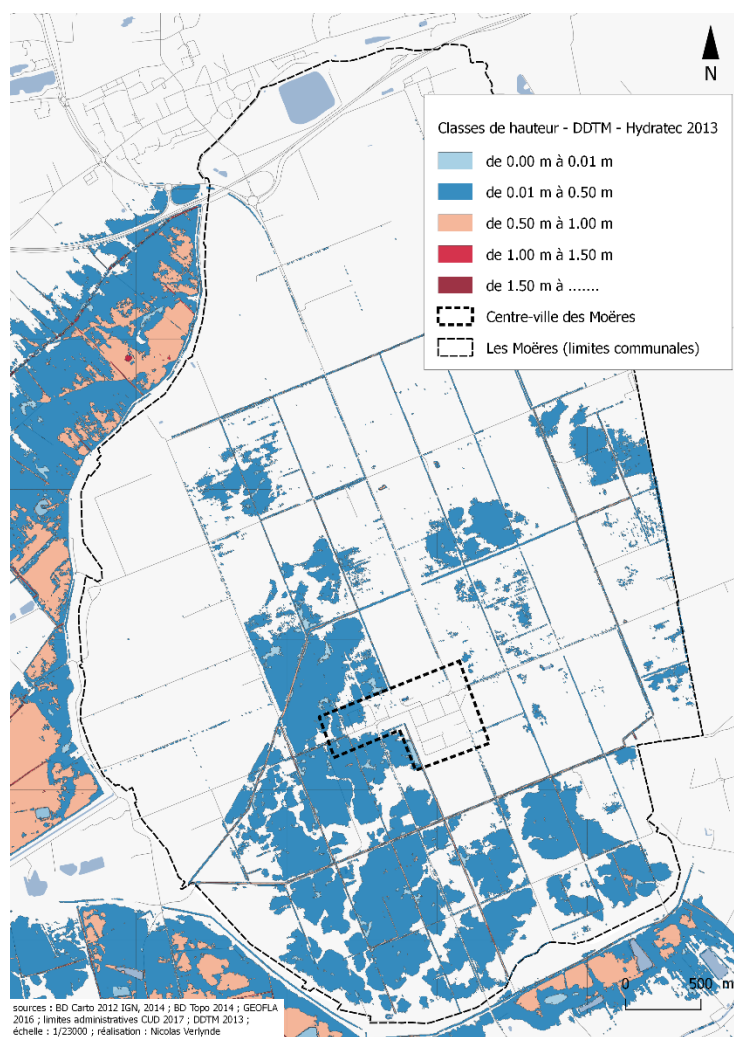 N
Classes de hauteur - DDTM - Hydratec 2013
de 0.00 m à 0.01 m
de 0.01 m à 0.50 m
de 0.50 m à 1.00 m
de 1.00 m à 1.50 m
de 1.50 m à .......
Centre-ville des Moëres
Les Moëres (limites communales)
0 500 m
sources : BD Carto 2012 IGN, 2014 ; BD Topo 2014 ; GEOFLA
2016 ; limites administratives CUD 2017 ; DDTM 2013 ;
échelle : 1/23000 ; réalisation : Nicolas Verlynde